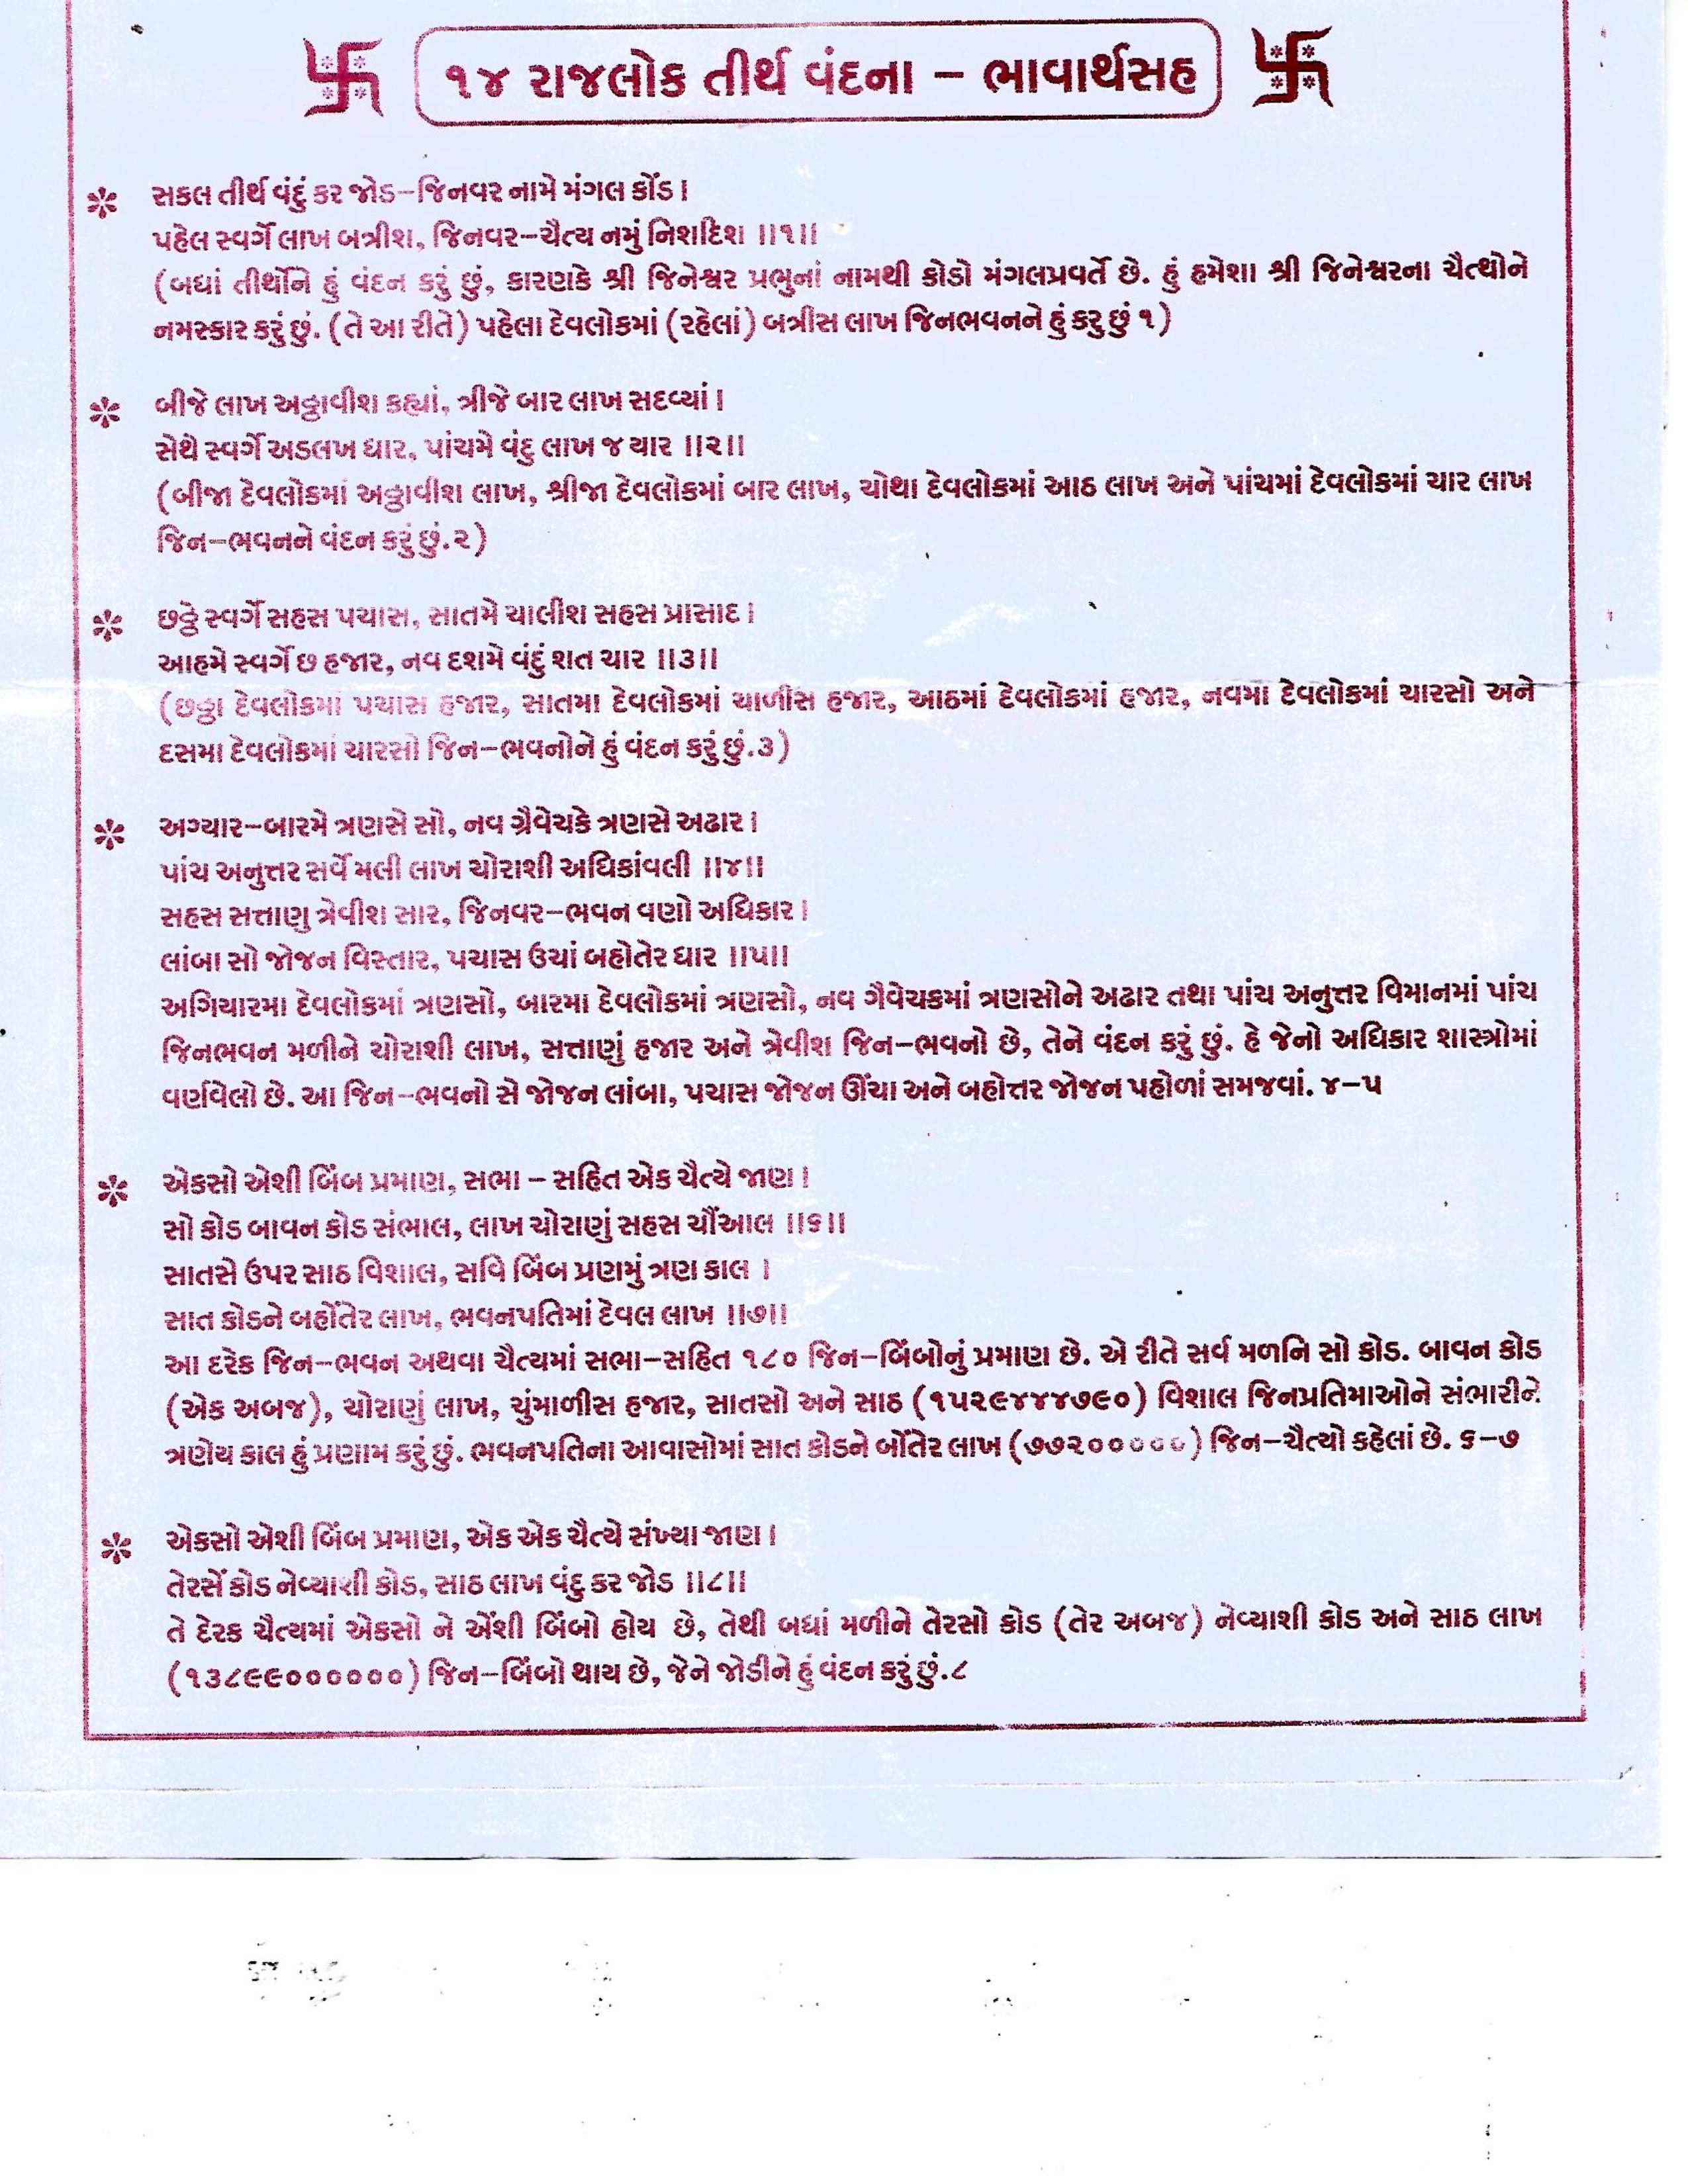 ૧૪ રાજલોક તીર્થ વંદના – ભાવાર્થસહ
સકલ તીર્થ વંદું કર જોડ–જિનવર નામે મંગલ કોંડ ।
પહેલ સ્વર્ગે લાખ બત્રીશ, જિનવર–ચૈત્ય નમું નિશદિશ ।।૧।।
(બધાં તીર્થોને હું વંદન કરું છું, કારણકે શ્રી જિનેશ્વર પ્રભુનાં નામથી કોડો મંગલપ્રવર્તે છે. હું હમેશા શ્રી જિનેશ્વરના ચૈત્થોને
નમસ્કાર કરું છું. (તે આ રીતે) પહેલા દેવલોકમાં (રહેલાં) બત્રીસ લાખ જિનભવનને હું કરુ છું ૧)
બીજે લાખ અઠ્ઠાવીશ કહ્યાં, ત્રીજે બાર લાખ સદવ્યાં ।
સેથે સ્વર્ગે અડલખ ધાર, પાંચમે વંદુ લાખ જ ચાર ।।૨।।
(બીજા દેવલોકમાં અઠ્ઠાવીશ લાખ, શ્રીજા દેવલોકમાં બાર લાખ, ચોથા દેવલોકમાં આઠ લાખ અને પાંચમાં દેવલોકમાં ચાર લાખ
જિન–ભવનને વંદન કરું છું.૨)
છઠ્ઠે સ્વર્ગે સહસ પચાસ, સાતમે ચાલીશ સહસ પ્રાસાદ ।
આહમે સ્વર્ગે છ હજાર, નવ દશમે વંદું શત ચાર ।।૩।।
(છઠ્ઠા દેવલોકમાં પચાસ હજાર, સાતમા દેવલોકમાં ચાળીસ હજાર, આઠમાં દેવલોકમાં હજાર, નવમા દેવલોકમાં ચારસો અને
દસમા દેવલોકમાં ચારસો જિન–ભવનોને હું વંદન કરું છું.૩)
અગ્યાર–બારમે ત્રણસે સો, નવ ગ્રૈવેચકે ત્રણસે અઢાર ।
પાંચ અનુત્તર સર્વે મલી લાખ ચોરાશી અધિકાંવલી ।।૪।।
સહસ સત્તાણુ ત્રેવીશ સાર, જિનવર–ભવન વણો અધિકાર ।
લાંબા સો જોજન વિસ્તાર, પચાસ ઉચાં બહોતેર ધાર ।।૫।।
અગિયારમા દેવલોકમાં ત્રણસો, બારમા દેવલોકમાં ત્રણસો, નવ ગૈવેચકમાં ત્રણસોને અઢાર તથા પાંચ અનુત્તર વિમાનમાં પાંચ
જિનભવન મળીને ચોરાશી લાખ, સત્તાણું હજાર અને ત્રેવીશ જિન–ભવનો છે, તેને વંદન કરું છું. હે જેનો અધિકાર શાસ્ત્રોમાં
વર્ણવેલો છે. આ જિન–ભવનો સે જોજન લાંબા, પચાસ જોજન ઊંચા અને બહોત્તર જોજન પહોળાં સમજવાં. ૪–૫
એકસો એશી બિંબ પ્રમાણ, સભા – સહિત એક ચૈત્યે જાણ ।
સો કોડ બાવન કોડ સંભાલ, લાખ ચોરાણું સહસ ચૌંઆલ ।।૬।।
સાતસે ઉપર સાઠ વિશાલ, સવિ બિંબ પ્રણમું ત્રણ કાલ ।
સાત કોડને બહોંતેર લાખ, ભવનપતિમાં દેવલ લાખ ।।૭।।
આ દરેક જિન–ભવન અથવા ચૈત્યમાં સભા–સહિત ૧૮૦ જિન–બિંબોનું પ્રમાણ છે. એ રીતે સર્વ મળનિ સો કોડ. બાવન કોડ
(એક અબજ), ચોરાણું લાખ, ચુંમાળીસ હજાર, સાતસો અને સાઠ (૧૫૨૯૪૪૪૭૯૦) વિશાલ જિનપ્રતિમાઓને સંભારીને
ત્રણેય કાલ હું પ્રણામ કરું છું. ભવનપતિના આવાસોમાં સાત કોડને બોંતેર લાખ (૭૭૨૦૦૦૦૦) જિન–ચૈત્યો કહેલાં છે. ૬–૭
એકસો એશી બિંબ પ્રમાણ, એક એક ચૈત્યે સંખ્યા જાણ ।
તેરસેં કોડ નેવ્યાશી કોડ, સાઠ લાખ વંદુ કર જોડ ।।૮।।
તે દેરક ચૈત્યમાં એકસો ને એંશી બિંબો હોય છે, તેથી બધાં મળીને તેરસો કોડ (તેર અબજ) નેવ્યાશી કોડ અને સાઠ લાખ
(૧૩૮૯૯૦૦૦૦૦૦) જિન–બિંબો થાય છે, જેને જોડીને હું વંદન કરું છું.૮